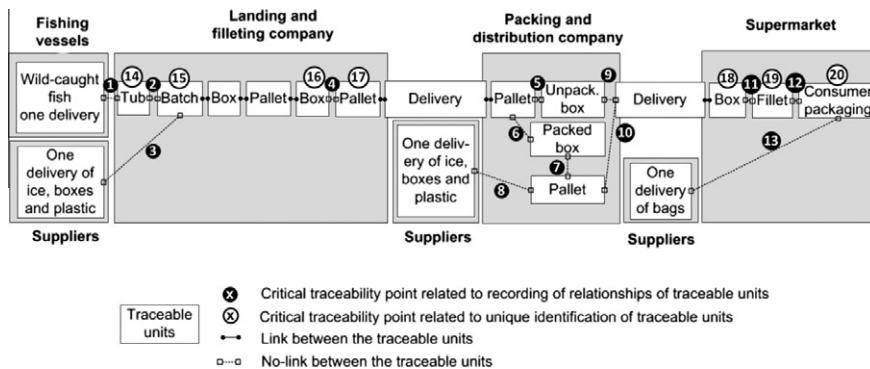 Fishing
vessels
Landing and
filleting company
Packing and
distribution company
Supermarket
Wild-caught
fish
one delivery
1
14
Tub
2
15
Batch
Box
Pallet
16
Box
4
17
Pallet
Delivery
Pallet
5
Unpack.
box
9
Delivery
18
Box
11
19
Fillet
12
20
Consumer
packaging
3
6
Packed
box
10
13
One
delivery of
ice, boxes
and plastic
One deliv-
ery of ice,
boxes and
plastic
7
8
Pallet
One
delivery
of bags
Suppliers
Suppliers
Suppliers
Traceable
units
x Critical traceability point related to recording of relationships of traceable units
x Critical traceability point related to unique identification of traceable units
Link between the traceable units
No-link between the traceable units